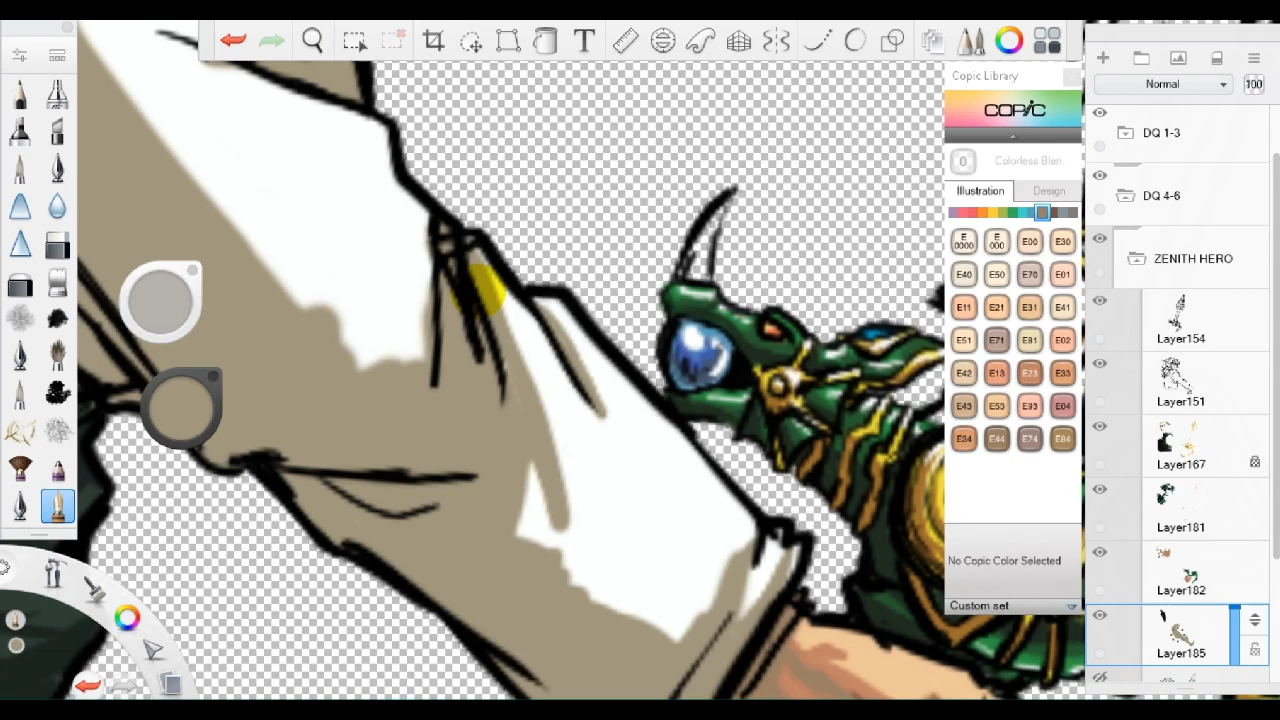 T
Copic Library
COPIC
0 Colorless Blen...
Illustration Design
E0000 E000 E00 E30
E40 E50 E70 E01
E11 E21 E31 E41
E51 E71 E81 E02
E42 E13 E23 E33
E43 E53 E93 E04
E34 E44 E74 E84
No Copic Color Selected
Custom set
Normal 100
DQ 1-3
DQ 4-6
ZENITH HERO
Layer154
Layer151
Layer167
Layer181
Layer182
Layer185